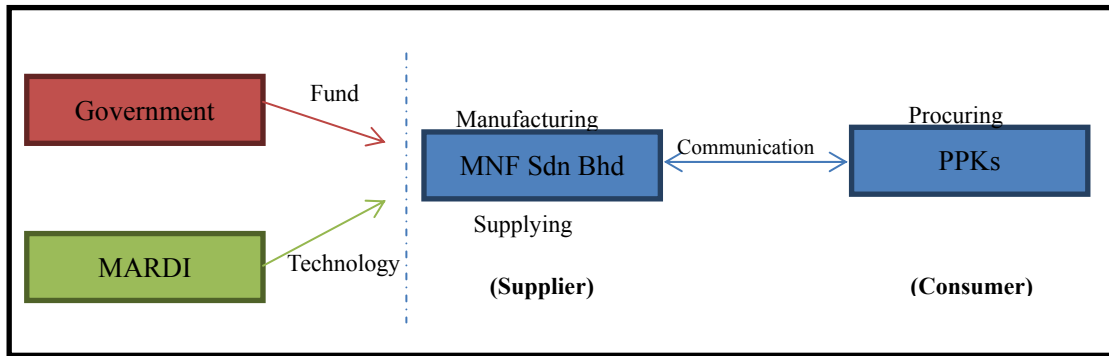 Government
Fund
Manufacturing
MNF Sdn Bhd
Supplying
(Supplier)
Communication
Procuring
PPKs
(Consumer)
MARDI
Technology